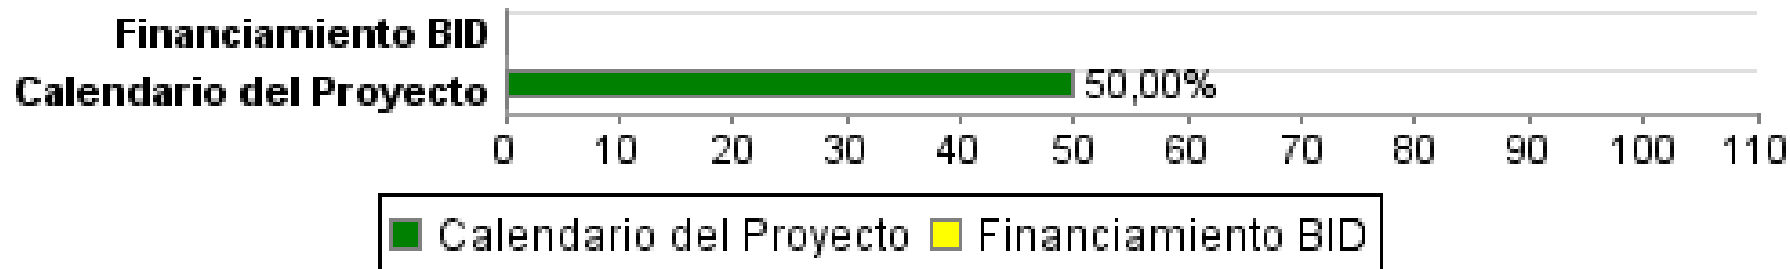 Financiamiento BID
Calendario del Proyecto
50,00%
0 10 20 30 40 50 60 70 80 90 100 110
Calendario del Proyecto Financiamiento BID